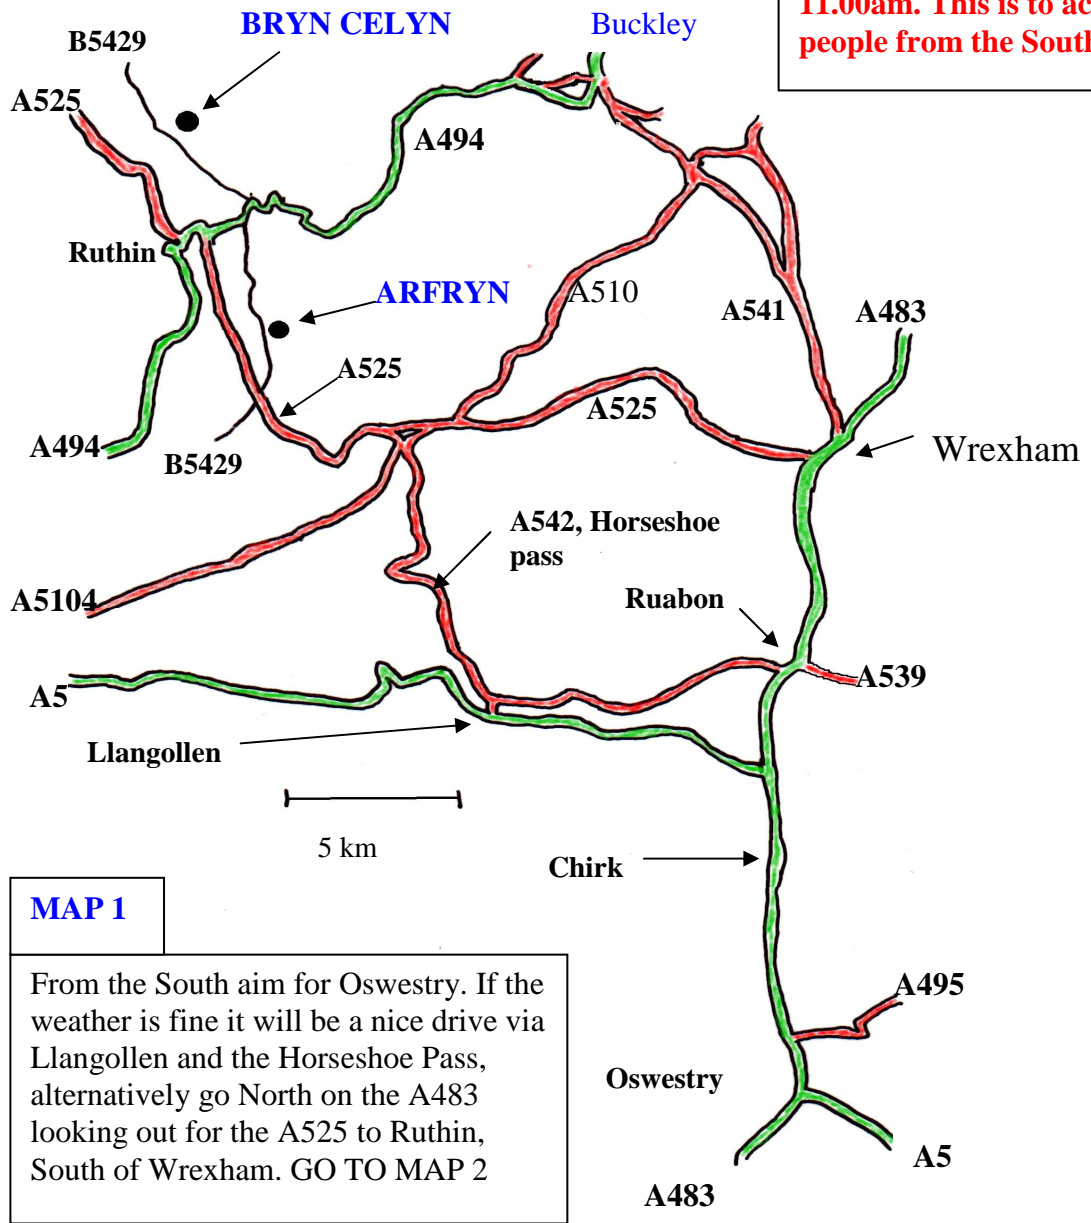 BRYN CELYN
Buckley
11.00am. This is to
people from the South
B5429
A525
A494
Ruthin
ARFRYN
A510
A541
A483
A525
A525
A494
B5429
Wrexham
A542, Horseshoe
pass
A5104
Ruabon
A5
A539
Llangollen
5 km
Chirk
MAP 1
From the South aim for Oswestry. If the
weather is fine it will be a nice drive via
Llangollen and the Horseshoe Pass,
alternatively go North on the A483
looking out for the A525 to Ruthin,
South of Wrexham. GO TO MAP 2
A495
Oswestry
A5
A483